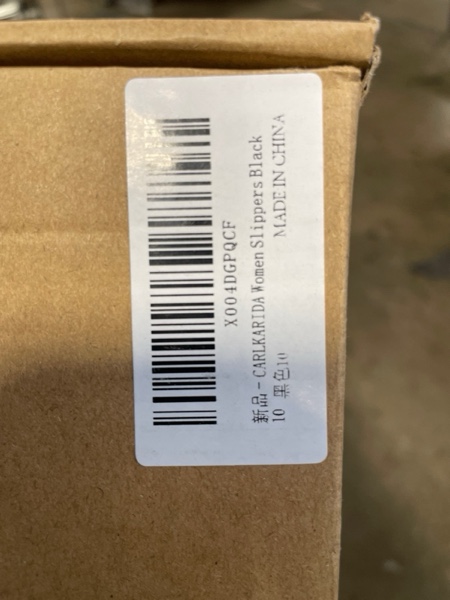 X004DGPQCF
新品 - CARLKARIDA Women Slippers Black
10 黑色10 MADE IN CHINA